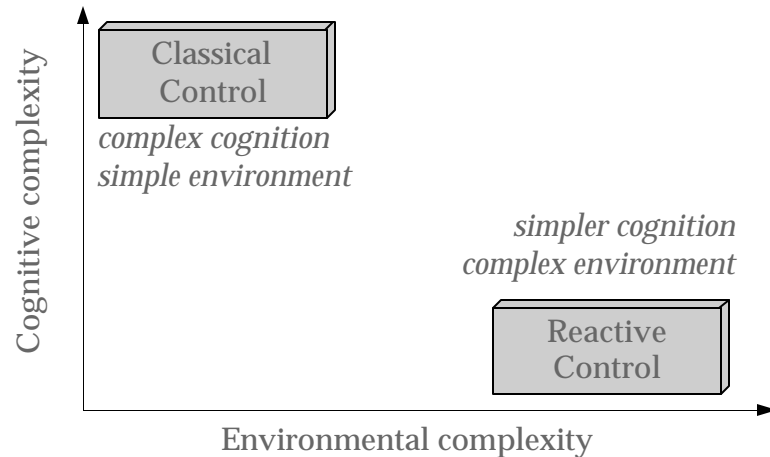 Cognitive complexity
Classical
Control
complex cognition
simple environment
simpler cognition
complex environment
Reactive
Control
Environmental complexity